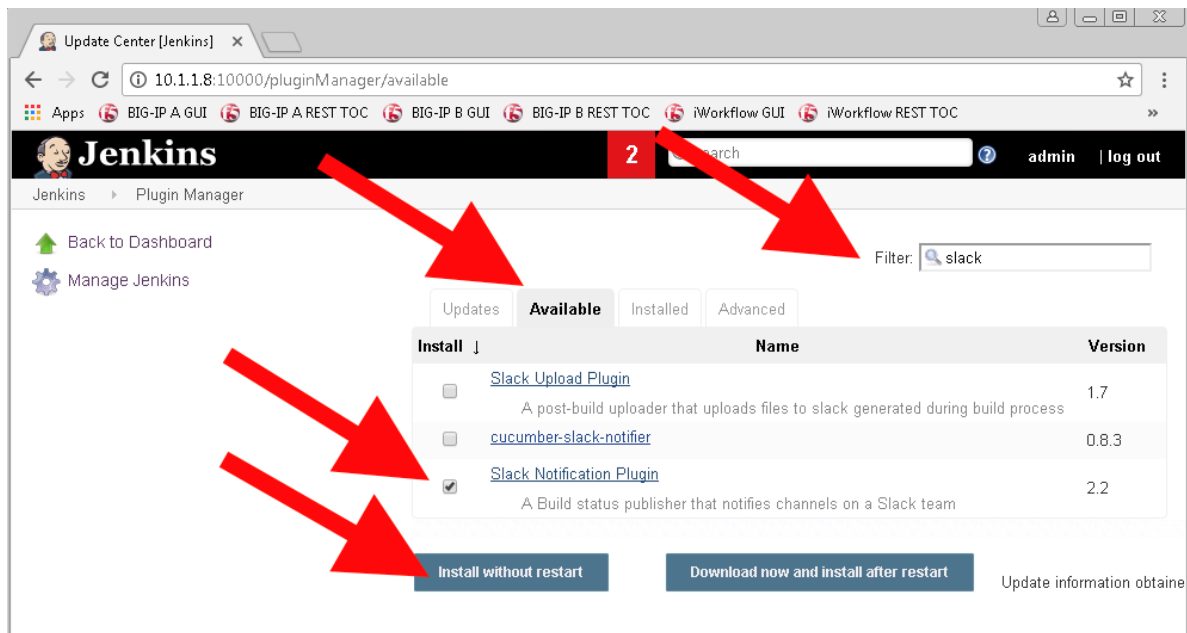 Update Center [Jenkins]
10.1.1.8:10000/pluginManager/available
Apps BIG-IP A GUI BIG-IP A REST TOC BIG-IP B GUI BIG-IP B REST TOC iWorkflow GUI iWorkflow REST TOC »
Jenkins 2 search admin | log out
Jenkins Plugin Manager
Back to Dashboard
Manage Jenkins
Filter: slack
Updates Available Installed Advanced
Install ↓ Name Version
Slack Upload Plugin
A post-build uploader that uploads files to slack generated during build process
1.7
cucumber-slack-notifier 0.8.3
Slack Notification Plugin
A Build status publisher that notifies channels on a Slack team
2.2
Install without restart Download now and install after restart Update information obtaine